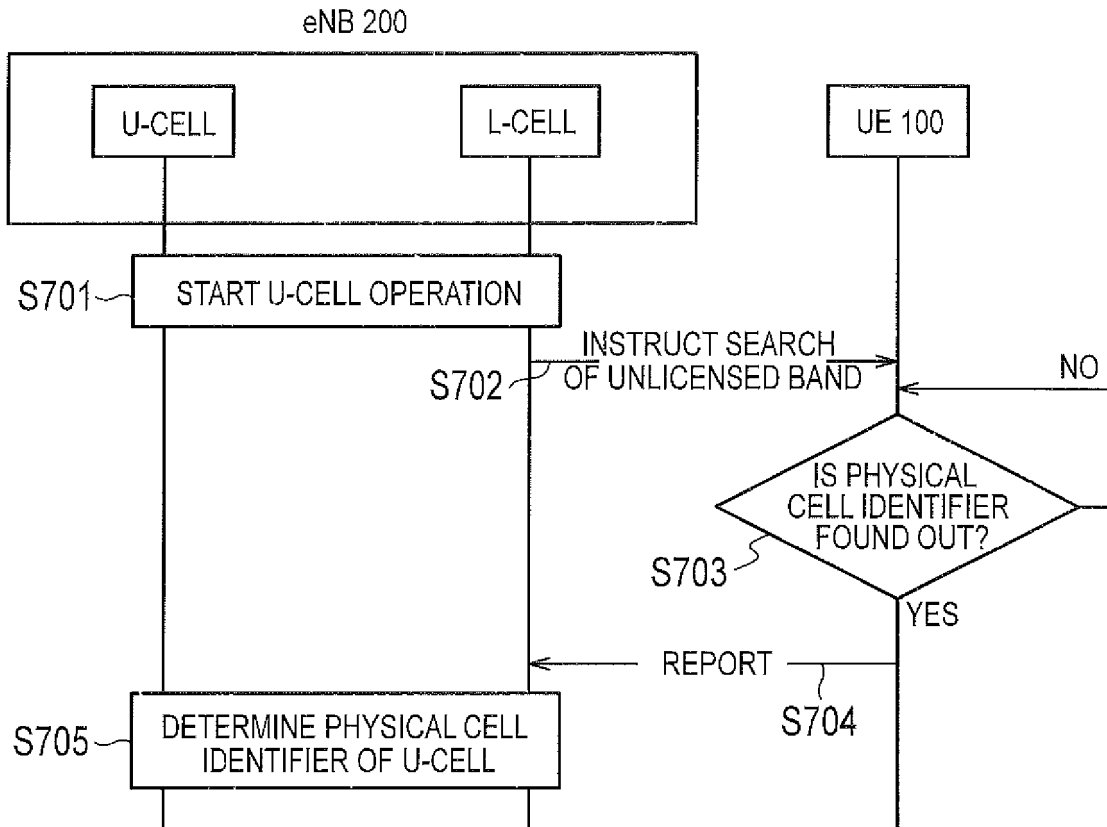 eNB 200
U-CELL
L-CELL
UE 100
S701
START U-CELL OPERATION
INSTRUCT SEARCH
OF UNLICENSED BAND
S702
NO
IS PHYSICAL
CELL IDENTIFIER
FOUND OUT?
S703
YES
REPORT
S704
S705
DETERMINE PHYSICAL CELL
IDENTIFIER OF U-CELL